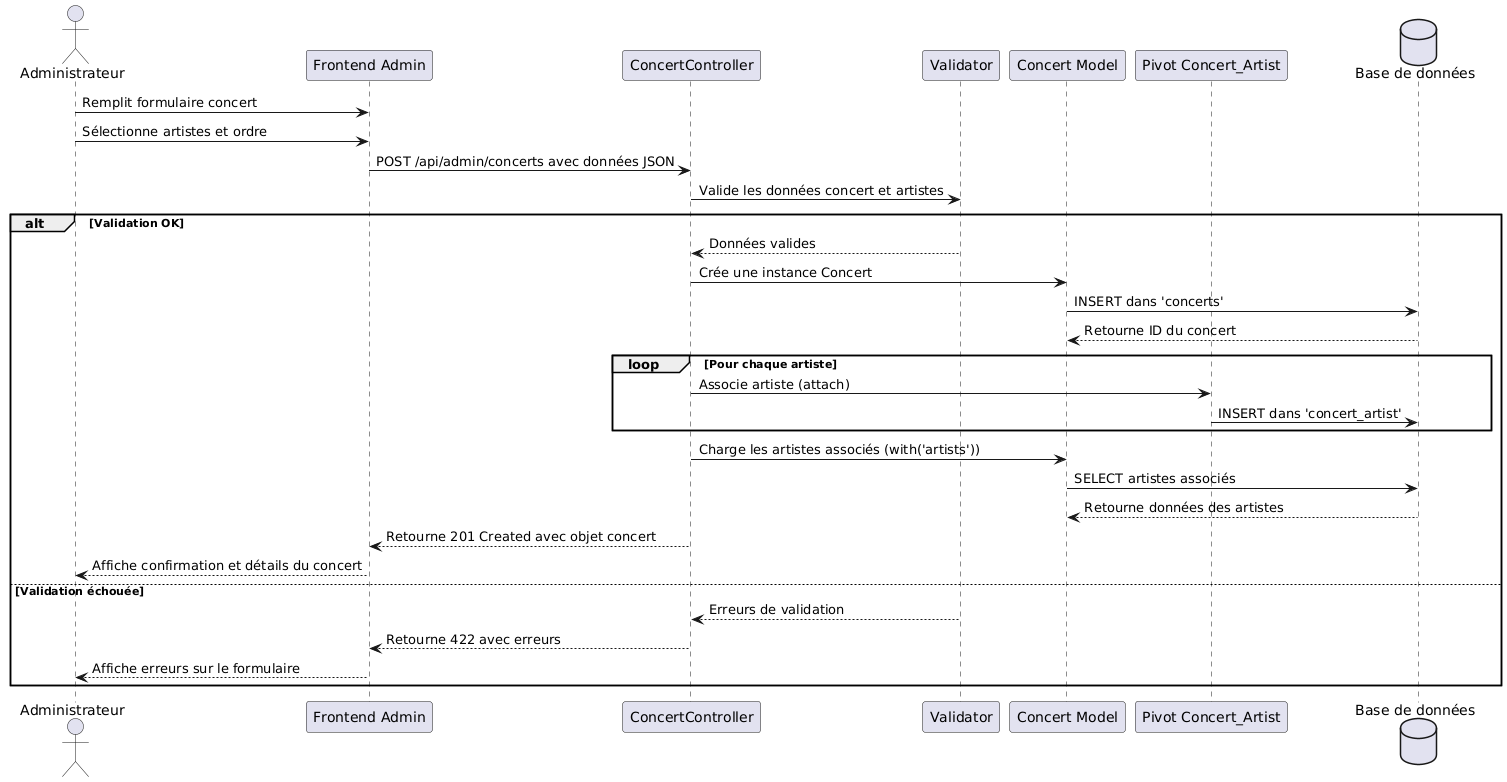 Administrateur
Frontend Admin
ConcertController
Validator
Concert Model
Pivot Concert_Artist
Base de données
Remplit formulaire concert
Sélectionne artistes et ordre
POST /api/admin/concerts avec données JSON
Valide les données concert et artistes
alt [Validation OK]
Données valides
Crée une instance Concert
INSERT dans 'concerts'
Retourne ID du concert
loop [Pour chaque artiste]
Associe artiste (attach)
INSERT dans 'concert_artist'
Charge les artistes associés (with('artists'))
SELECT artistes associés
Retourne données des artistes
Retourne 201 Created avec objet concert
Affiche confirmation et détails du concert
[Validation échouée]
Erreurs de validation
Retourne 422 avec erreurs
Affiche erreurs sur le formulaire
Administrateur
Frontend Admin
ConcertController
Validator
Concert Model
Pivot Concert_Artist
Base de données